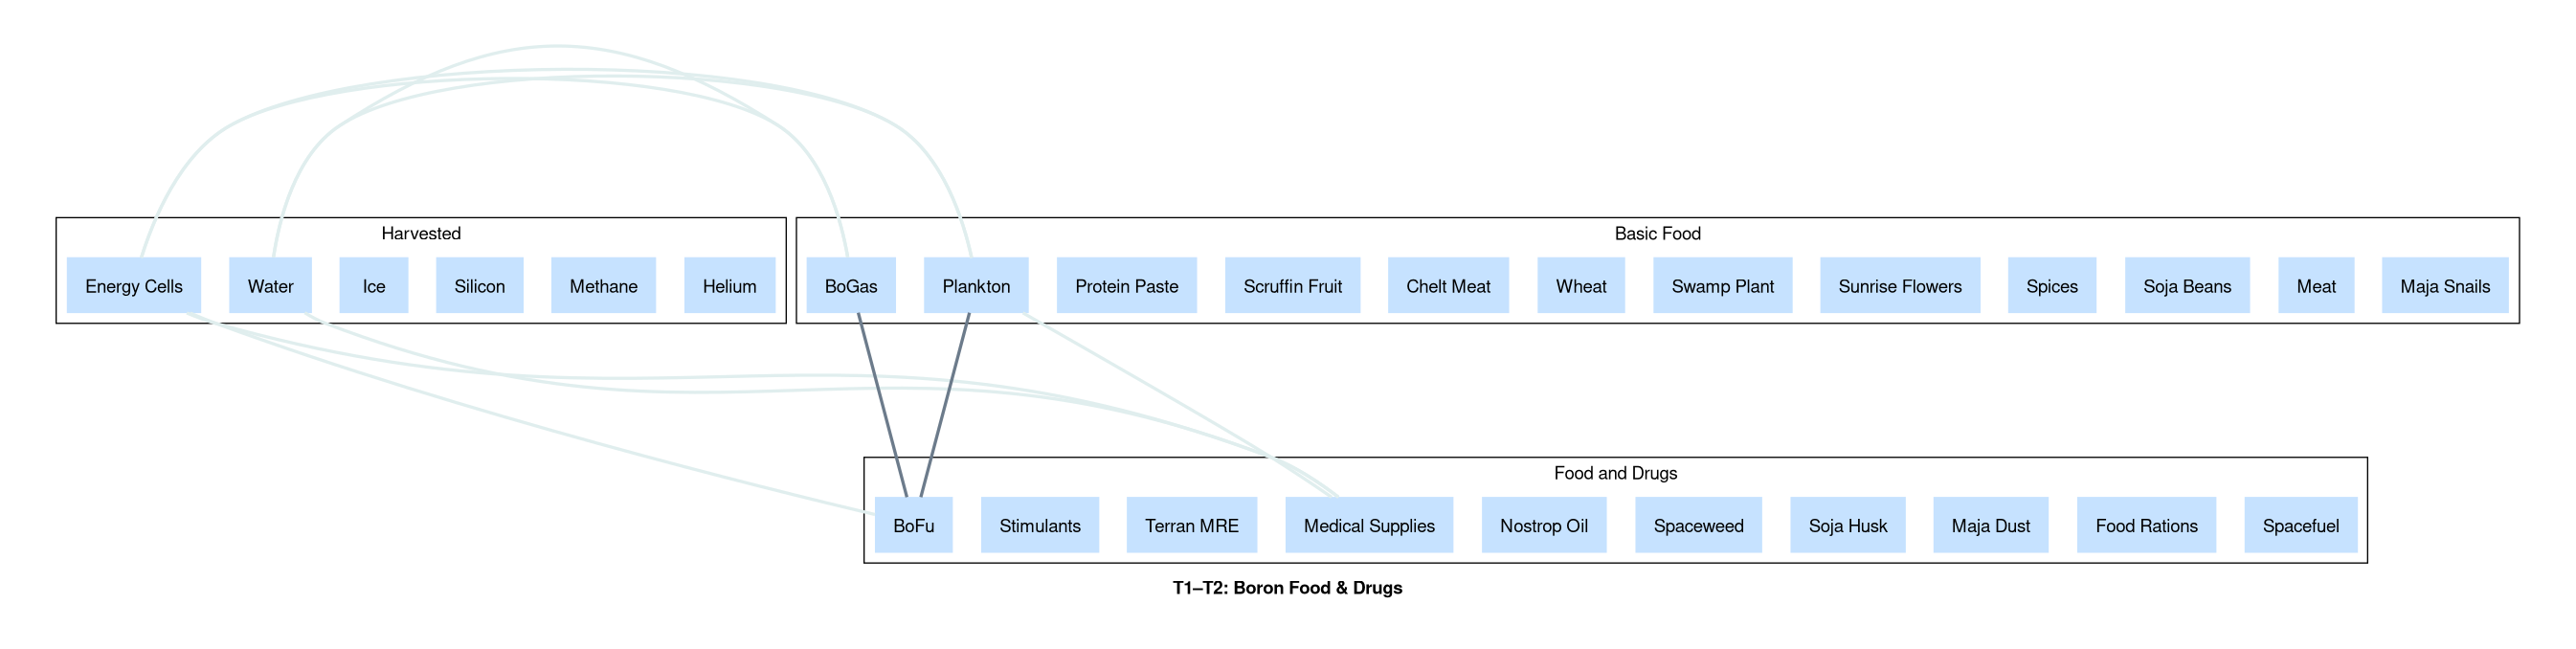 Harvested
Energy Cells
Water
Ice
Silicon
Methane
Helium
Basic Food
BoGas
Plankton
Protein Paste
Scruffin Fruit
Chelt Meat
Wheat
Swamp Plant
Sunrise Flowers
Spices
Soja Beans
Meat
Maja Snails
Food and Drugs
BoFu
Stimulants
Terran MRE
Medical Supplies
Nostrop Oil
Spaceweed
Soja Husk
Maja Dust
Food Rations
Spacefuel
T1–T2: Boron Food & Drugs